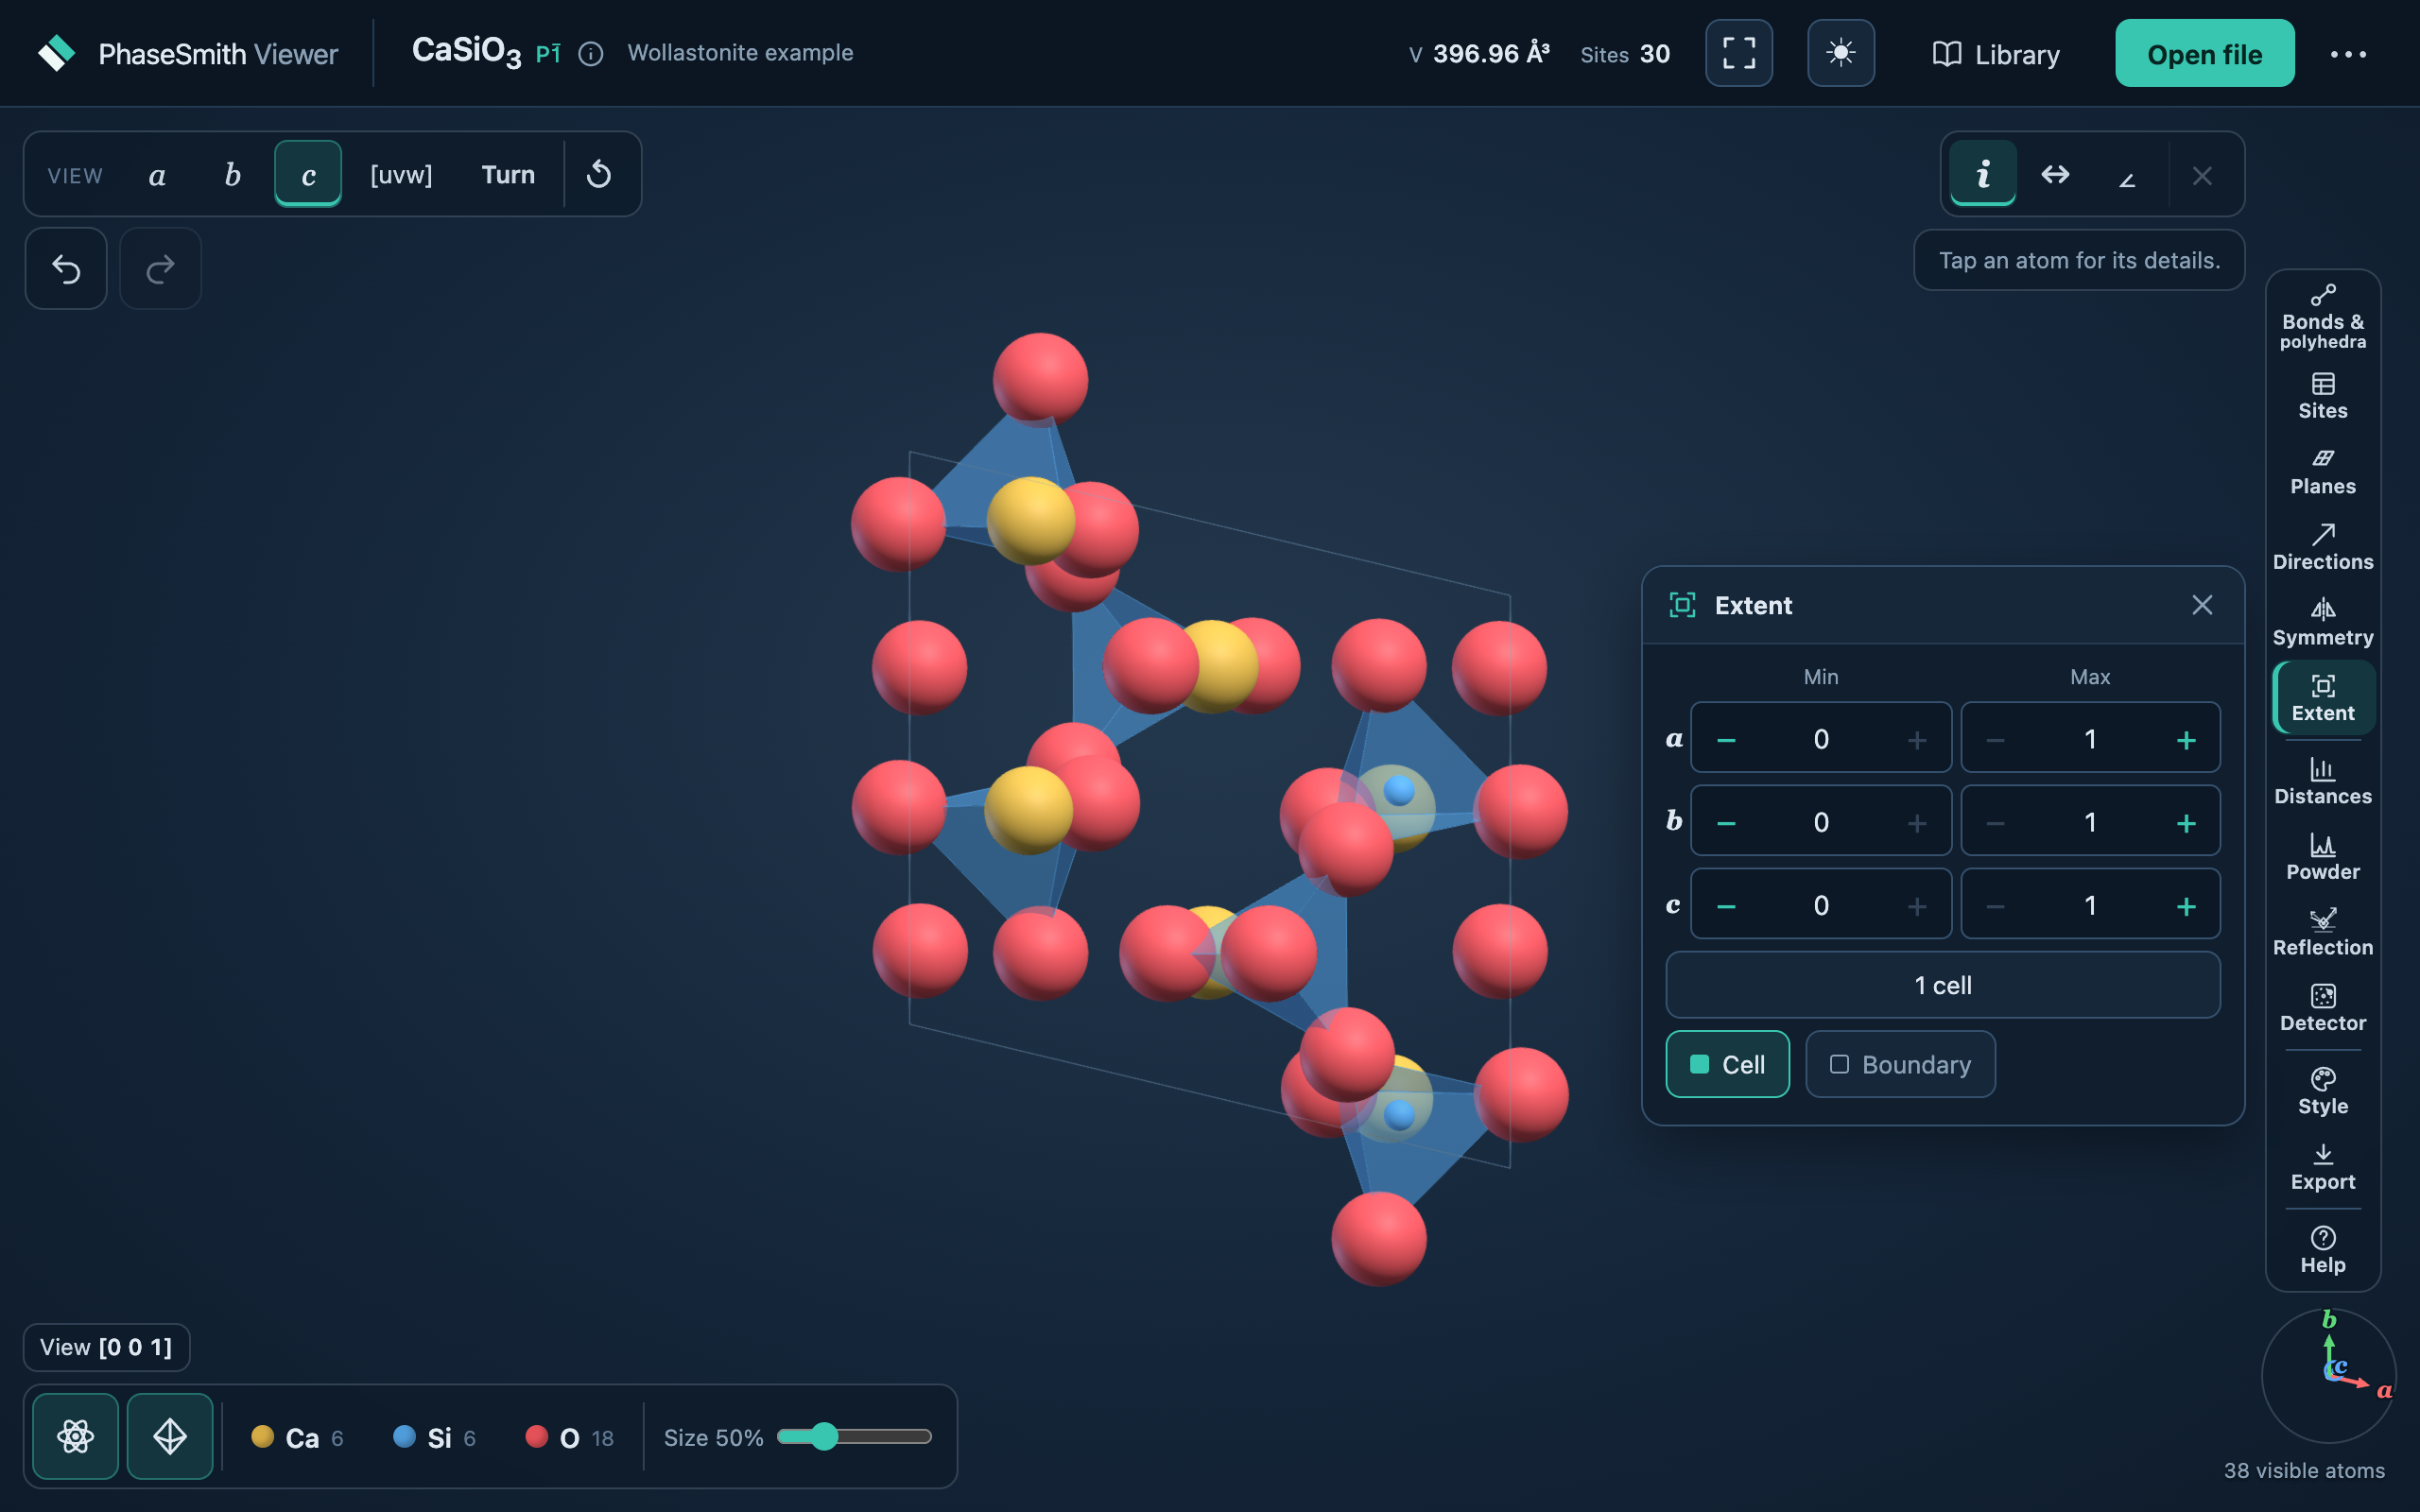 PhaseSmith Viewer
CaSiO₃ P1̄ i Wollastonite example
V 396.96 Å³ Sites 30
Library
Open file
VIEW a b c [uvw] Turn
i
Tap an atom for its details.
Bonds &
polyhedra
Sites
Planes
Directions
Symmetry
Extent
Distances
Powder
Reflection
Detector
Style
Export
? Help
Extent
Min Max
a − 0 + − 1 +
b − 0 + − 1 +
c − 0 + − 1 +
1 cell
Cell Boundary
View [0 0 1]
Ca 6 Si 6 O 18 Size 50%
b
c
a
38 visible atoms